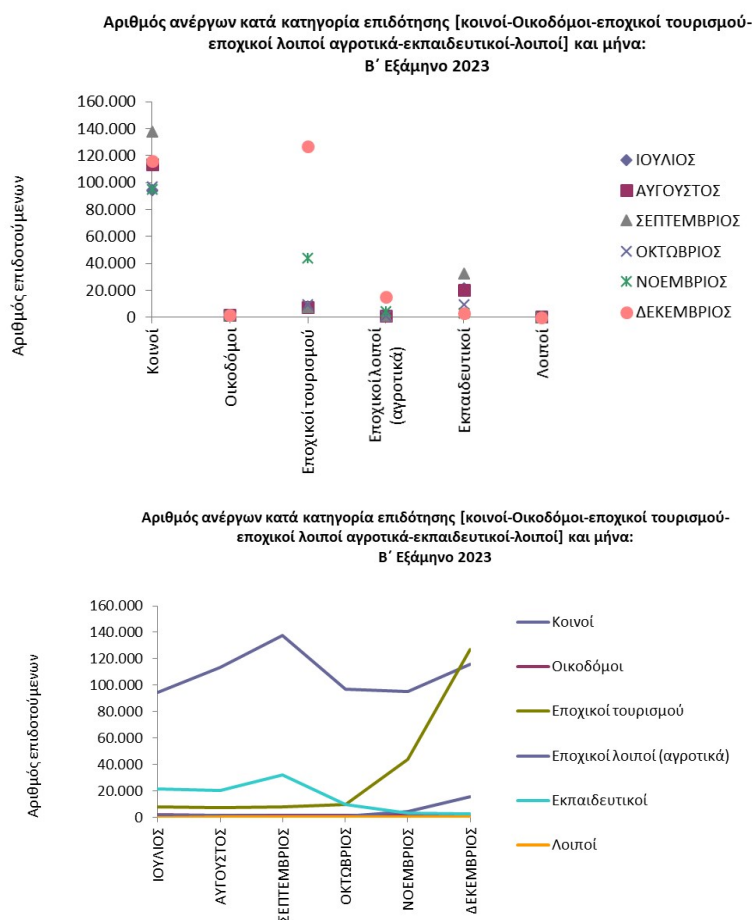 Αριθμός ανέργων κατά κατηγορία επιδότησης [κοινοί-Οικοδόμοι-εποχικοί τουρισμού-
εποχικοί λοιποί αγροτικά-εκπαιδευτικοί-λοιποί] και μήνα:
Β΄ Εξάμηνο 2023
Αριθμός επιδοτούμενων
160.000
140.000
120.000
100.000
80.000
60.000
40.000
20.000
0
Κοινοί
Οικοδόμοι
Εποχικοί τουρισμού
Εποχικοί λοιποί
(αγροτικά)
Εκπαιδευτικοί
Λοιποί
ΙΟΥΛΙΟΣ
ΑΥΓΟΥΣΤΟΣ
ΣΕΠΤΕΜΒΡΙΟΣ
ΟΚΤΩΒΡΙΟΣ
ΝΟΕΜΒΡΙΟΣ
ΔΕΚΕΜΒΡΙΟΣ
Αριθμός ανέργων κατά κατηγορία επιδότησης [κοινοί-Οικοδόμοι-εποχικοί τουρισμού-
εποχικοί λοιποί αγροτικά-εκπαιδευτικοί-λοιποί] και μήνα:
Β΄ Εξάμηνο 2023
Αριθμός επιδοτούμενων
160.000
140.000
120.000
100.000
80.000
60.000
40.000
20.000
0
ΙΟΥΛΙΟΣ
ΑΥΓΟΥΣΤΟΣ
ΣΕΠΤΕΜΒΡΙΟΣ
ΟΚΤΩΒΡΙΟΣ
ΝΟΕΜΒΡΙΟΣ
ΔΕΚΕΜΒΡΙΟΣ
Κοινοί
Οικοδόμοι
Εποχικοί τουρισμού
Εποχικοί λοιποί (αγροτικά)
Εκπαιδευτικοί
Λοιποί